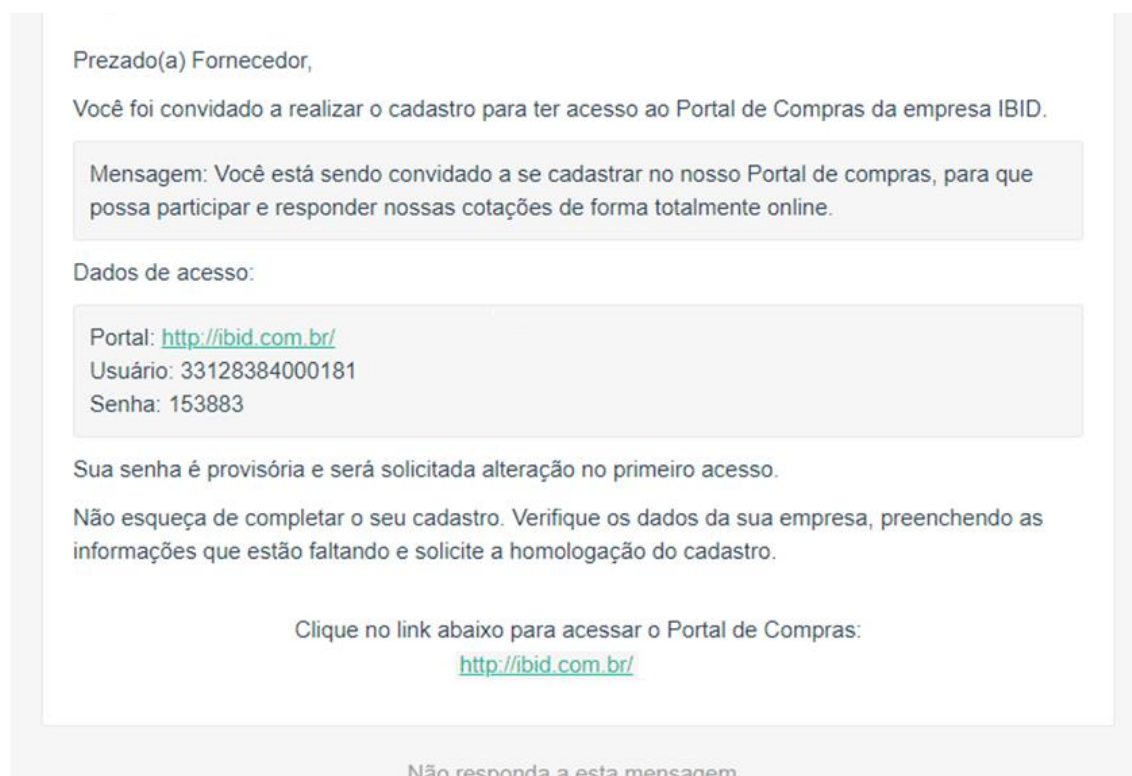 Prezado(a) Fornecedor,
Você foi convidado a realizar o cadastro para ter acesso ao Portal de Compras da empresa IBID.
Mensagem: Você está sendo convidado a se cadastrar no nosso Portal de compras, para que
possa participar e responder nossas cotações de forma totalmente online.
Dados de acesso:
Portal: http://ibid.com.br/
Usuário: 33128384000181
Senha: 153883
Sua senha é provisória e será solicitada alteração no primeiro acesso.
Não esqueça de completar o seu cadastro. Verifique os dados da sua empresa, preenchendo as
informações que estão faltando e solicite a homologação do cadastro.
Clique no link abaixo para acessar o Portal de Compras:
http://ibid.com.br/
Não responda a esta mensagem